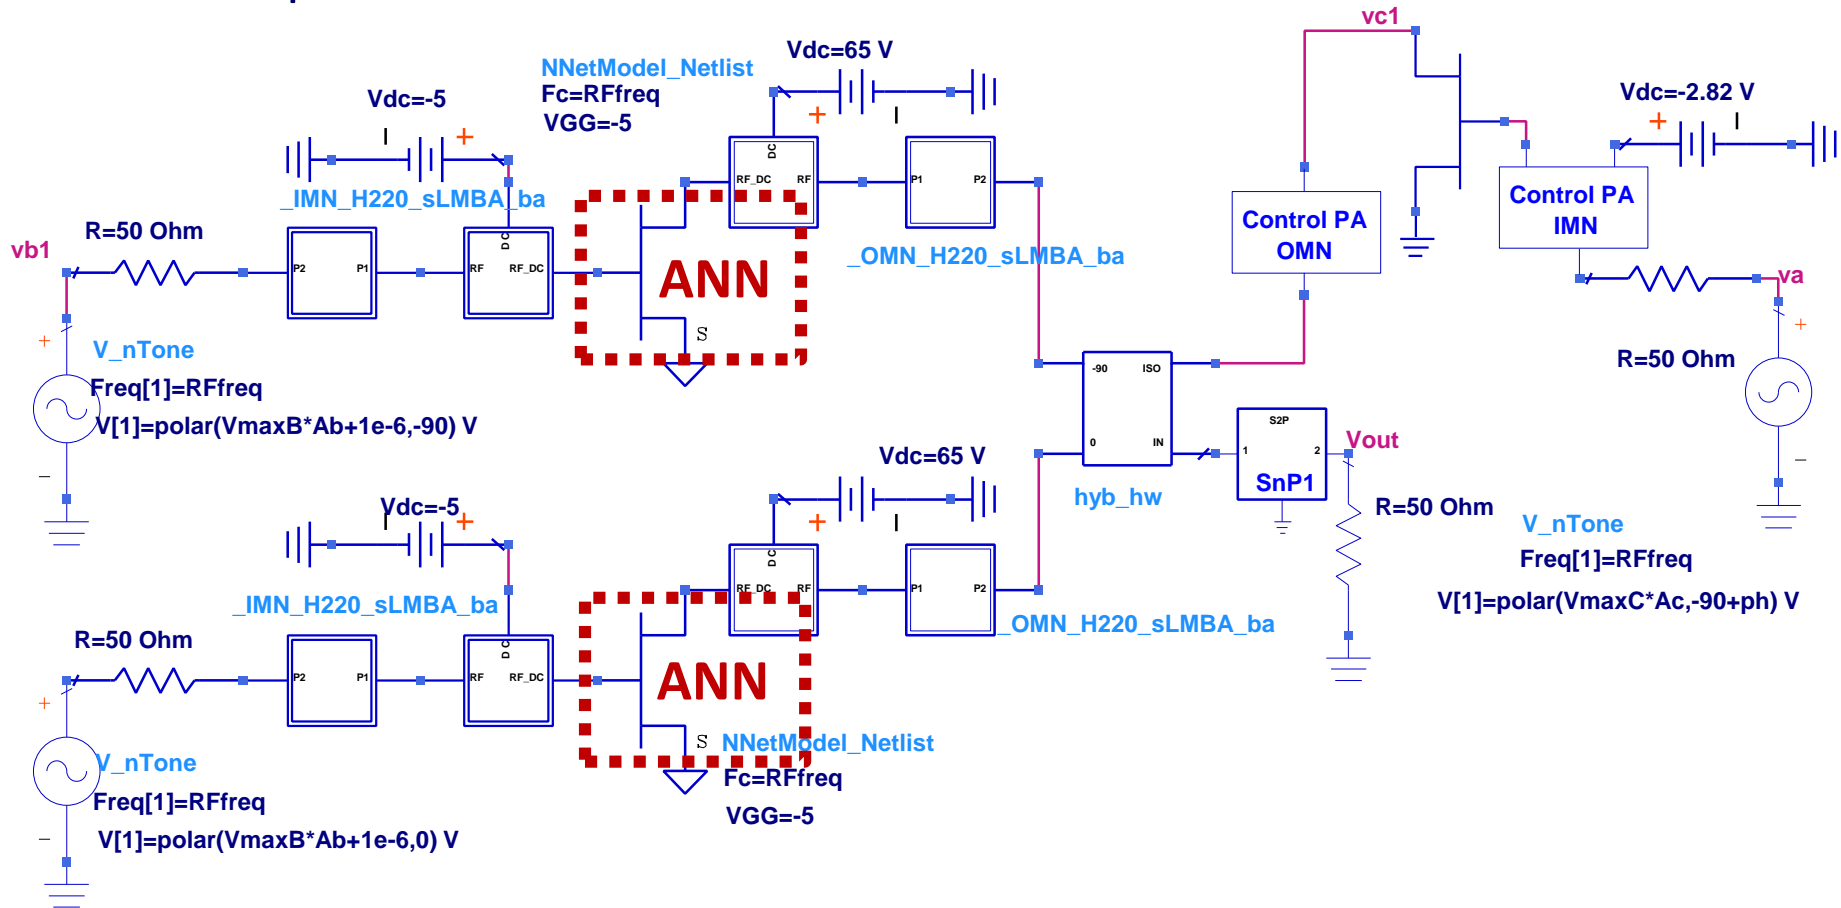 vc1
Vdc=65 V
NNetModel_Netlist
Fc=RFfreq
VGG=-5
Vdc=-5
Vdc=-2.82 V
+
+
+
DC
RF_DC
RF
P1
P2
_IMN_H220_sLMBA_ba
Control PA
IMN
Control PA
OMN
R=50 Ohm
vb1
DC
P2
P1
RF
RF_DC
ANN
_OMN_H220_sLMBA_ba
va
S
+
V_nTone
Freq[1]=RFfreq
V[1]=polar(VmaxB*Ab+1e-6,-90) V
+
R=50 Ohm
-90
ISO
0
IN
hyb_hw
S2P
1
2
SnP1
Vout
R=50 Ohm
Vdc=65 V
Vdc=-5
+
+
V_nTone
Freq[1]=RFfreq
V[1]=polar(VmaxC*Ac,-90+ph) V
DC
RF_DC
RF
P1
P2
_IMN_H220_sLMBA_ba
_OMN_H220_sLMBA_ba
R=50 Ohm
DC
P2
P1
RF
RF_DC
ANN
S
NNetModel_Netlist
Fc=RFfreq
VGG=-5
+
V_nTone
Freq[1]=RFfreq
V[1]=polar(VmaxB*Ab+1e-6,0) V